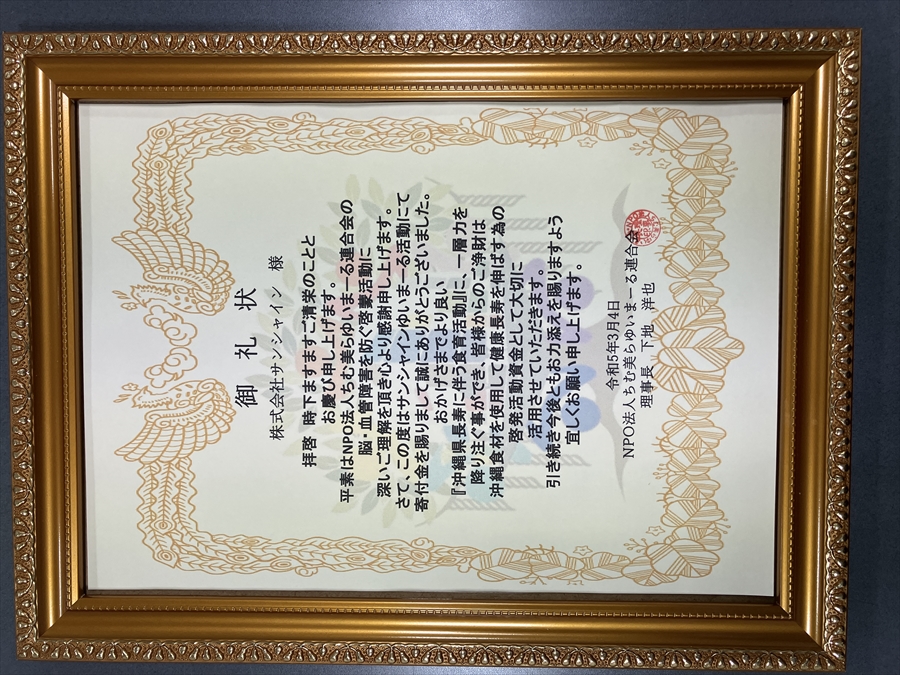 御礼状
株式会社サンシャイン 様
拝啓 時下ますますご清栄のことと
お慶び申し上げます。
平素はNPO法人ちむ美らゆいまーる連合会の
脳・血管障害を防ぐ啓蒙活動に
深いご理解を頂き心より感謝申し上げます。
さて、この度はサンシャインゆいまーる活動にて
寄付金を賜りまして誠にありがとうございました。
おかげさまでより良い
『沖縄県長寿に伴う食育活動』に、一層力を
降り注ぐ事ができ、皆様からのご浄財は
沖縄食材を使用して健康長寿を伸ばす為の
啓発活動資金として大切に
活用させていただきます。
引き続き今後ともお力添えを賜りますよう
宜しくお願い申し上げます。
令和5年3月4日
NPO法人ちむ美らゆいまーる連合会
理事長 下地 洋也